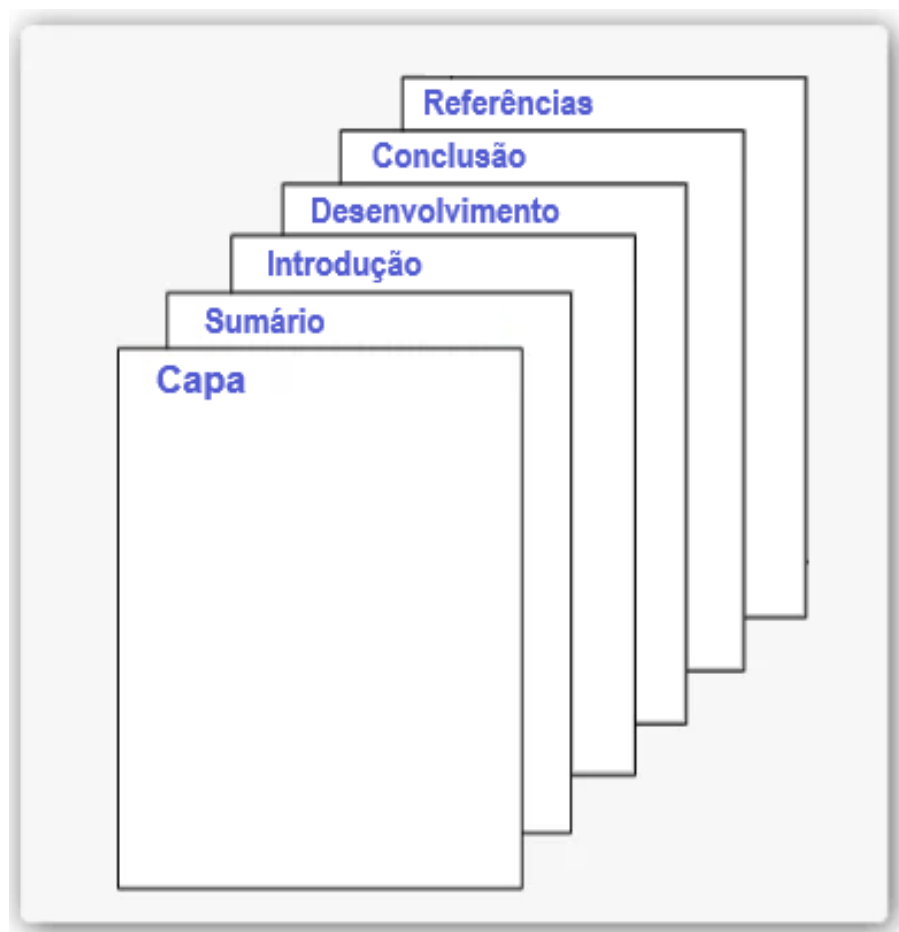 Referências
Conclusão
Desenvolvimento
Introdução
Sumário
Capa